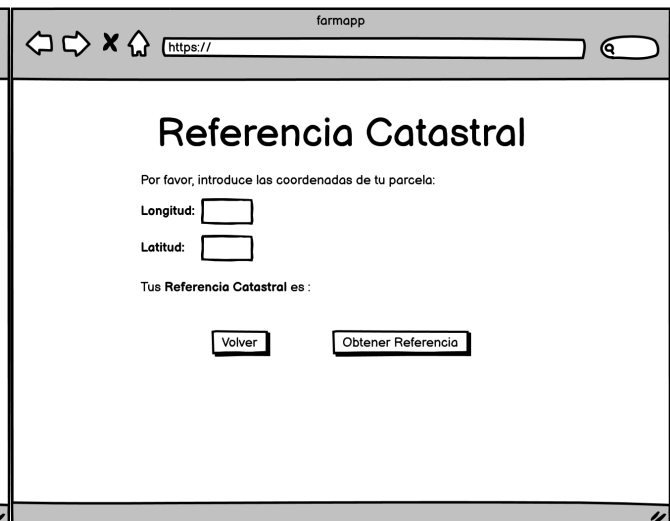 farmapp
https://
Referencia Catastral
Por favor, introduce las coordenadas de tu parcela:
Longitud:
Latitud:
Tus Referencia Catastral es :
Volver Obtener Referencia